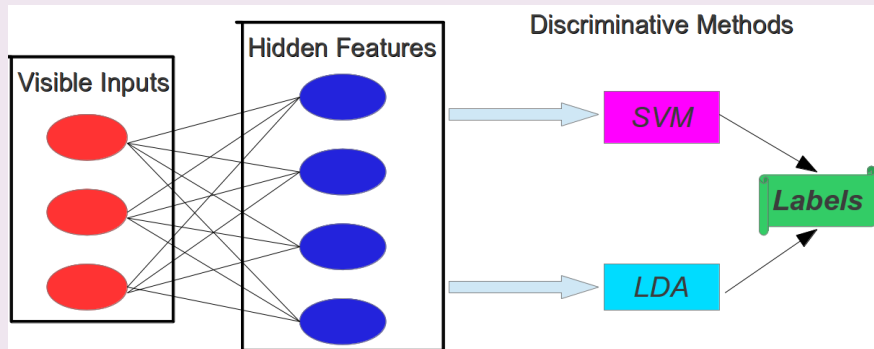 Visible Inputs
Hidden Features
Discriminative Methods
SVM
LDA
Labels